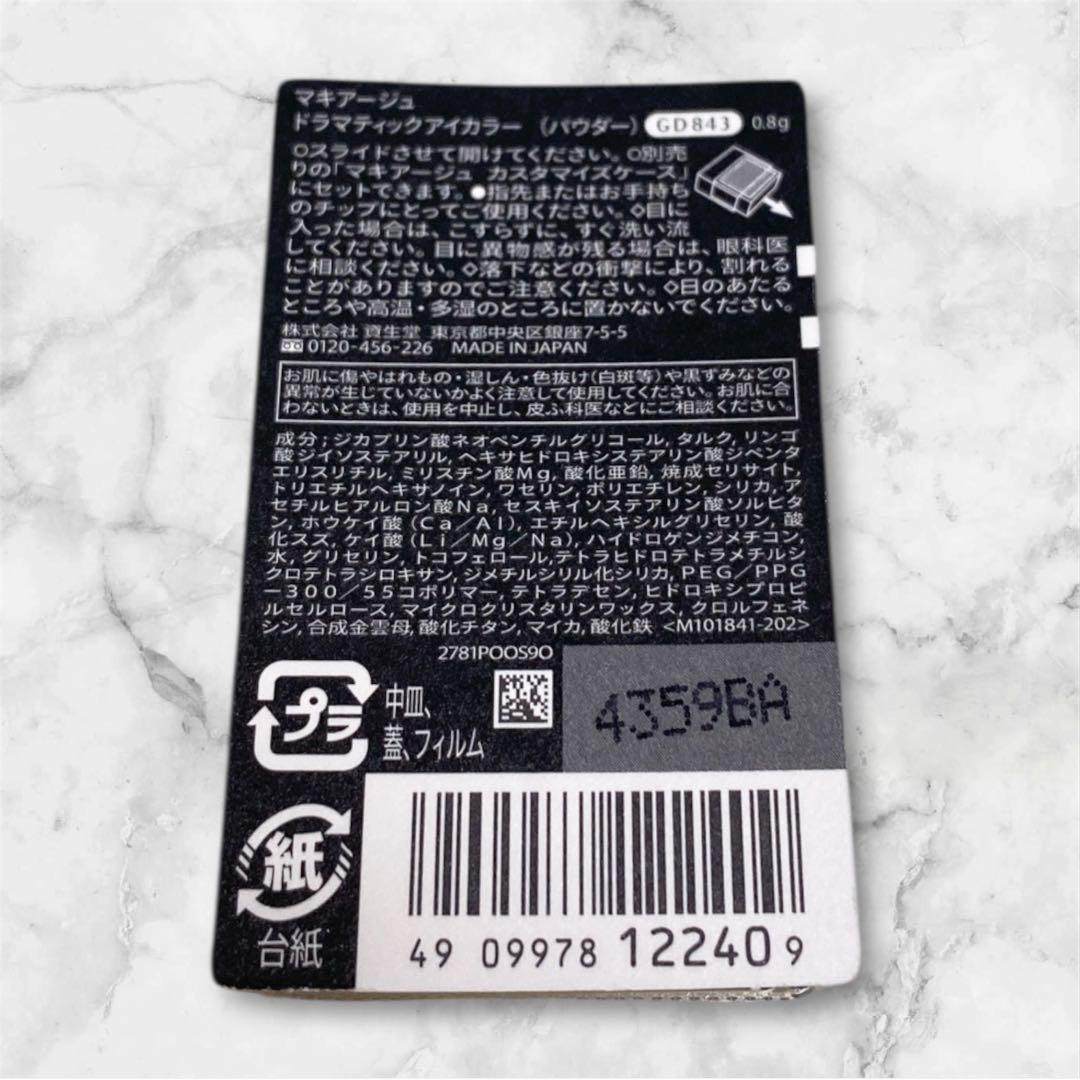 マキアージュ
ドラマティックアイカラー (パウダー) GD843 0.8g
○スライドさせて開けてください。○別売
りの「マキアージュ カスタマイズケース」
にセットできます。●指先またはお手持ち
のチップにとってご使用ください。◇目に
入った場合は、こすらずに、すぐ洗い流
してください。目に異物感が残る場合は、眼科医
に相談ください。◇落下などの衝撃により、割れる
ことがありますのでご注意ください。◇日のあたる
ところや高温・多湿のところに置かないでください。
株式会社 資生堂 東京都中央区銀座7-5-5
0120-456-226 MADE IN JAPAN
お肌に傷やはれもの・湿しん・色抜け(白斑等)や黒ずみなどの
異常が生じていないかよく注意して使用してください。お肌に合
わないときは、使用を中止し、皮ふ科医などにご相談ください。
成分;ジカプリン酸ネオペンチルグリコール, タルク, リンゴ
酸ジイソステアリル, ヘキサヒドロキシステアリン酸ジペンタ
エリスリチル, ミリスチン酸Mg, 酸化亜鉛, 焼成セリサイト,
トリエチルヘキサノイン, ワセリン, ポリエチレン, シリカ, ア
セチルヒアルロン酸Na, セスキイソステアリン酸ソルビタ
ン, ホウケイ酸(Ca/Al), エチルヘキシルグリセリン, 酸
化スズ, ケイ酸(Li/Mg/Na), ハイドロゲンジメチコン,
水, グリセリン, トコフェロール, テトラヒドロテトラメチルシ
クロテトラシロキサン, ジメチルシリル化シリカ, PEG/PPG
-300/55コポリマー, テトラデセン, ヒドロキシプロピ
ルセルロース, マイクロクリスタリンワックス, クロルフェネ
シン, 合成金雲母, 酸化チタン, マイカ, 酸化鉄 <M101841-202>
2781POOS9O
プラ 中皿、
蓋、フィルム
4359BA
紙
台紙
49 09978 12240 9